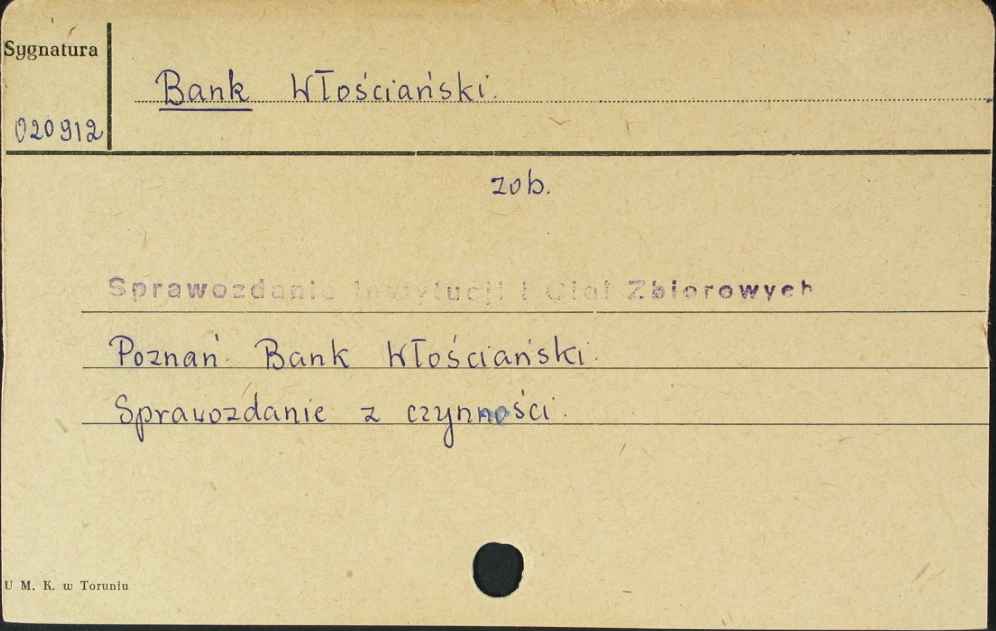 Sygnatura
Bank Włościański.
020912
zob.
Sprawozdania Instytucji i Ciał Zbiorowych
Poznań. Bank Włościański.
Sprawozdanie z czynności.
U M. K. w Toruniu